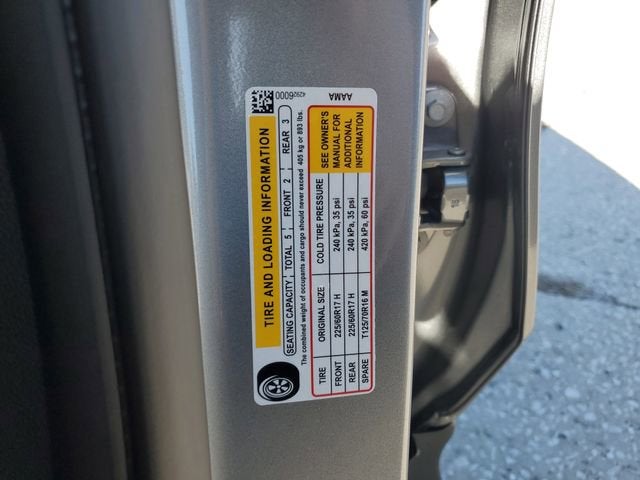 4292 6000
AAMA
TIRE AND LOADING INFORMATION
SEATING CAPACITY TOTAL 5 FRONT 2 REAR 3
The combined weight of occupants and cargo should never exceed 405 kg or 893 lbs.
TIRE ORIGINAL SIZE COLD TIRE PRESSURE
FRONT 225/60R17 H 240 kPa, 35 psi
REAR 225/60R17 H 240 kPa, 35 psi
SPARE T125/70R16 M 420 kPa, 60 psi
SEE OWNER'S
MANUAL FOR
ADDITIONAL
INFORMATION